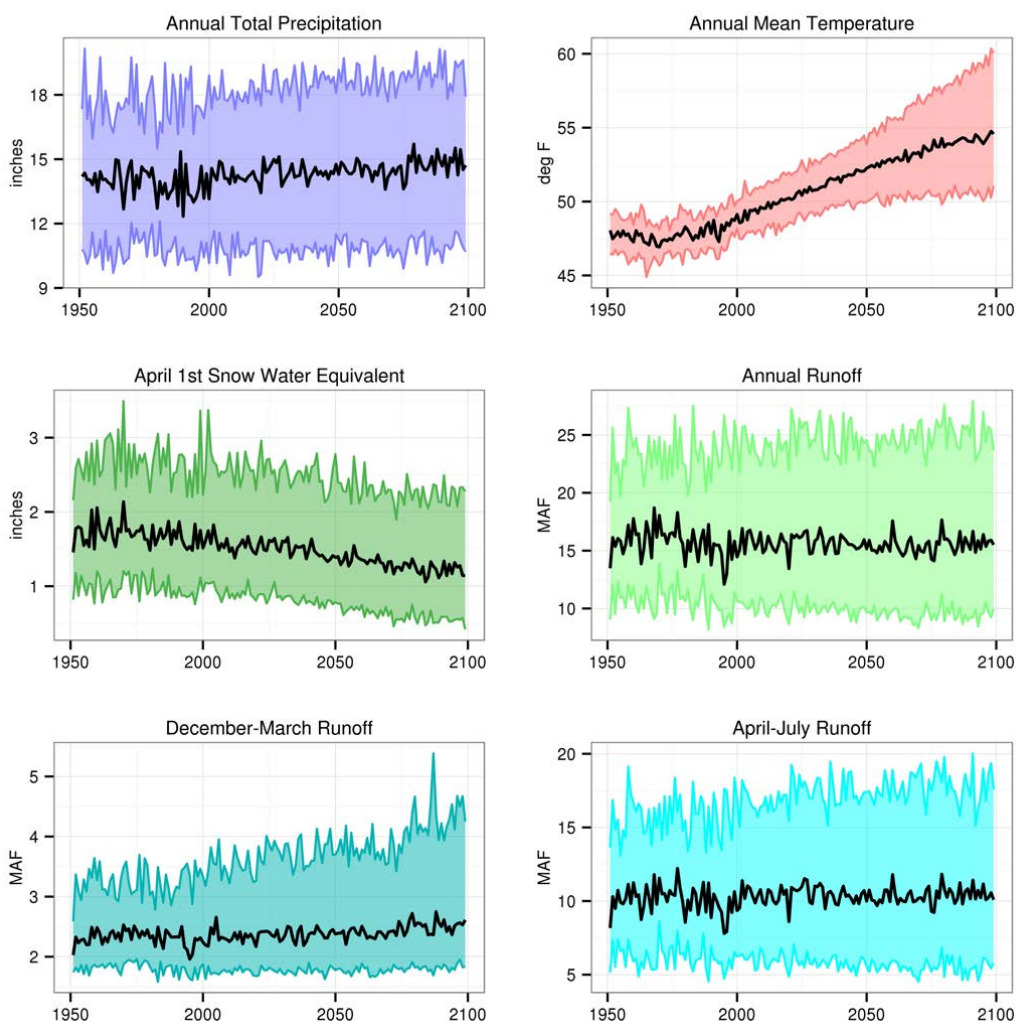 Annual Total Precipitation
inches
18
15
12
9
1950 2000 2050 2100
Annual Mean Temperature
deg F
60
55
50
45
1950 2000 2050 2100
April 1st Snow Water Equivalent
inches
3
2
1
1950 2000 2050 2100
Annual Runoff
MAF
25
20
15
10
1950 2000 2050 2100
December-March Runoff
MAF
5
4
3
2
1950 2000 2050 2100
April-July Runoff
MAF
20
15
10
5
1950 2000 2050 2100